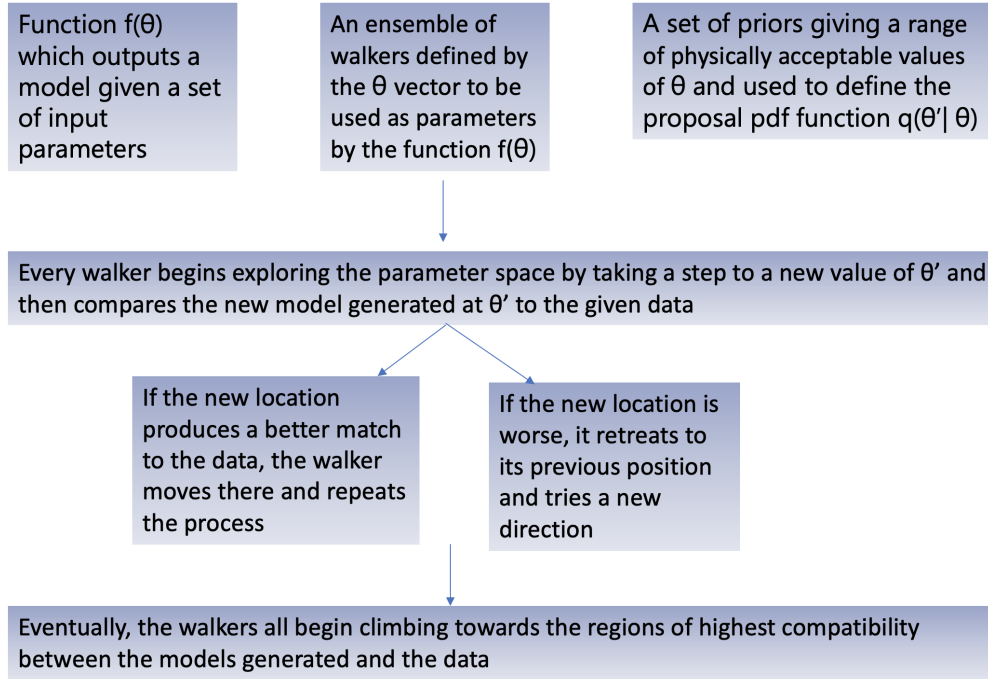 Function f(θ)
which outputs a
model given a set
of input
parameters
An ensemble of
walkers defined by
the θ vector to be
used as parameters
by the function f(θ)
A set of priors giving a range
of physically acceptable values
of θ and used to define the
proposal pdf function q(θ′| θ)
Every walker begins exploring the parameter space by taking a step to a new value of θ’ and
then compares the new model generated at θ’ to the given data
If the new location
produces a better match
to the data, the walker
moves there and repeats
the process
If the new location is
worse, it retreats to
its previous position
and tries a new
direction
Eventually, the walkers all begin climbing towards the regions of highest compatibility
between the models generated and the data